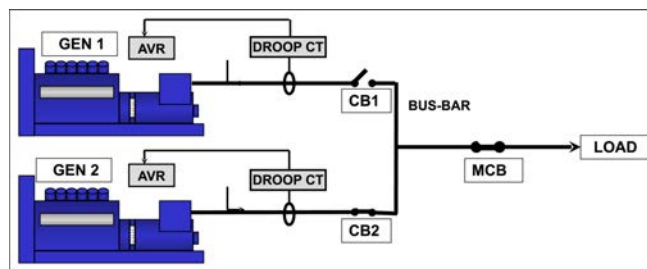 GEN 1
AVR
DROOP CT
CB1
BUS-BAR
MCB
LOAD
GEN 2
AVR
DROOP CT
CB2